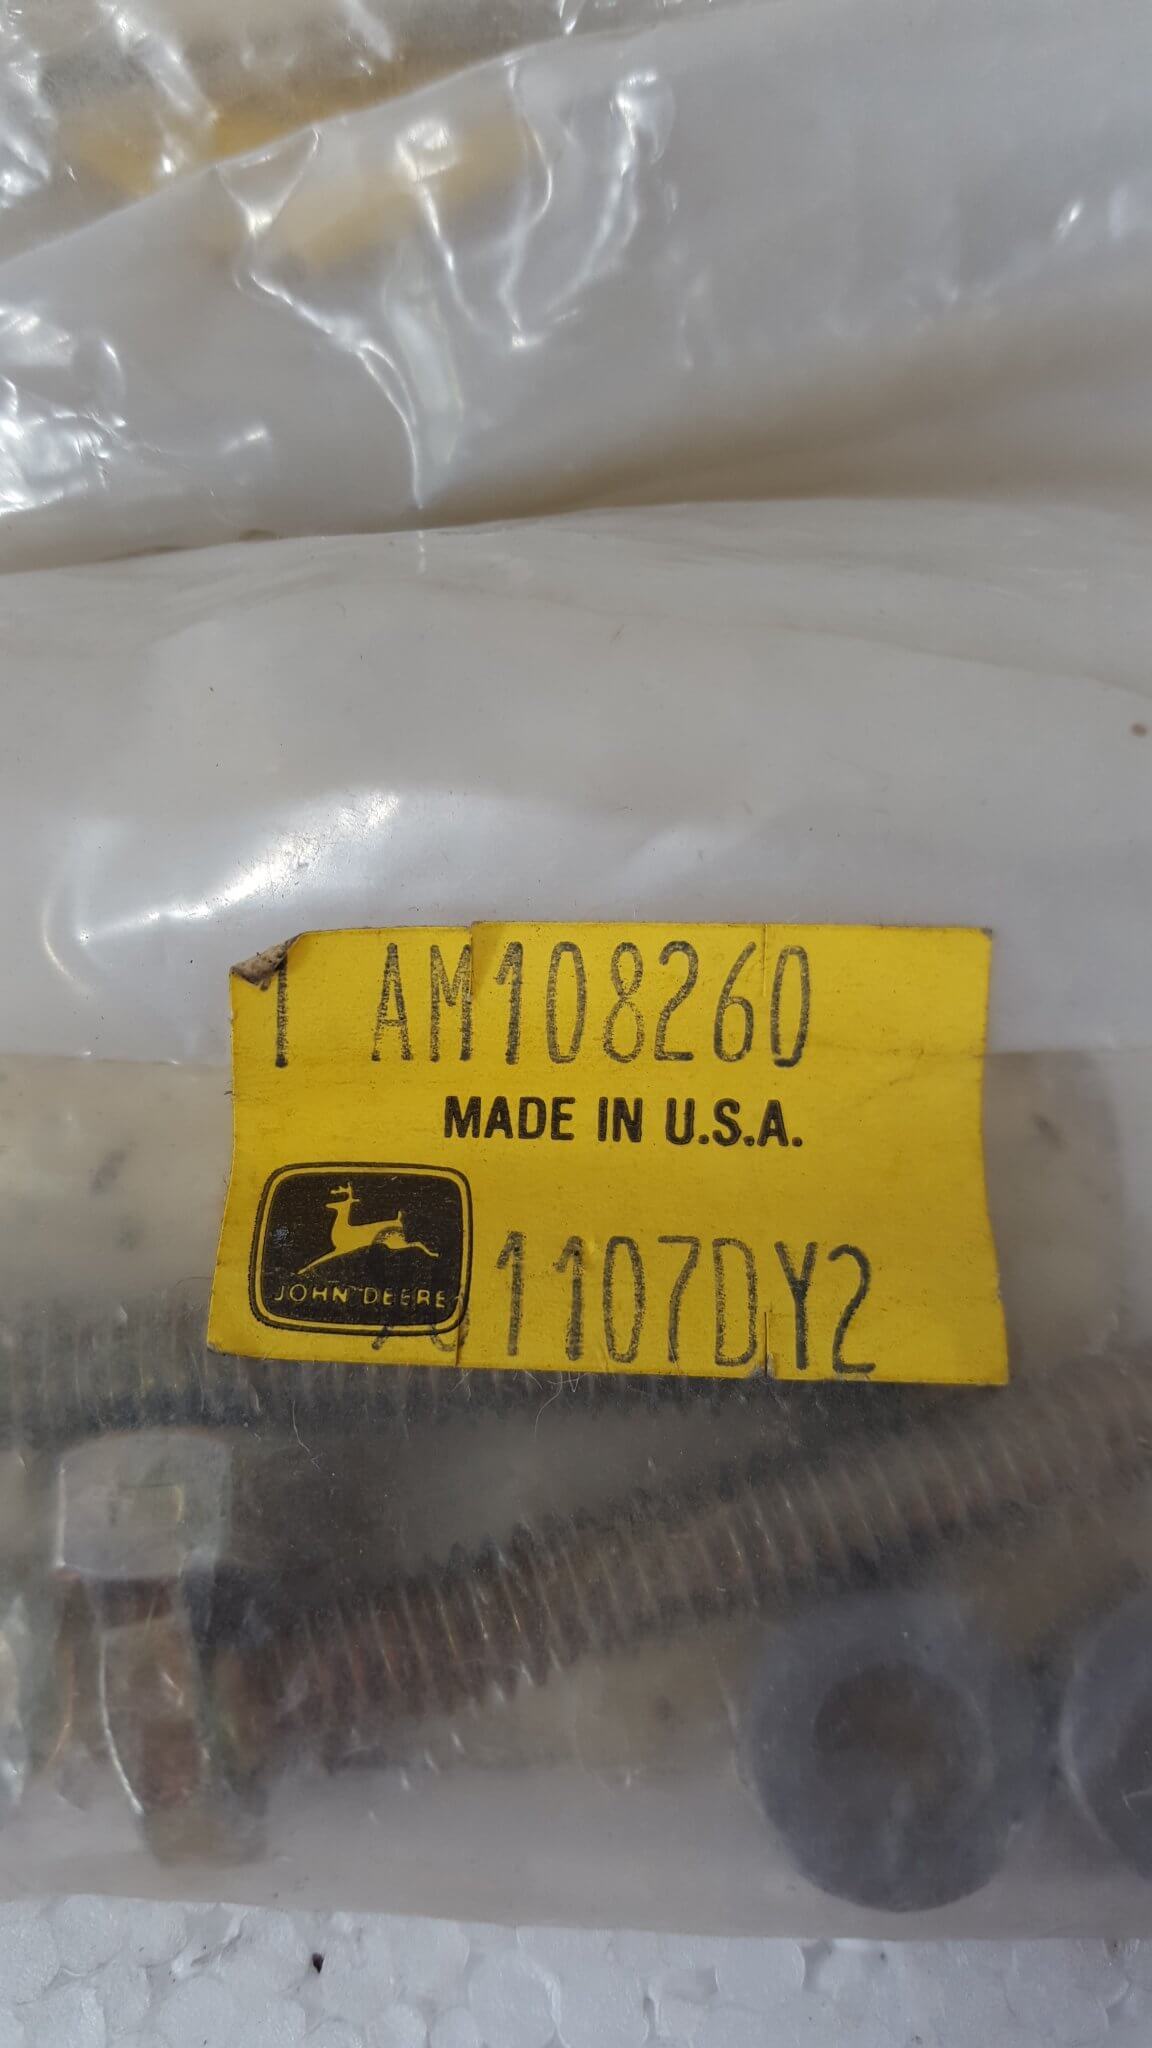 1 AM108260
MADE IN U.S.A.
JOHN DEERE
1107DY2